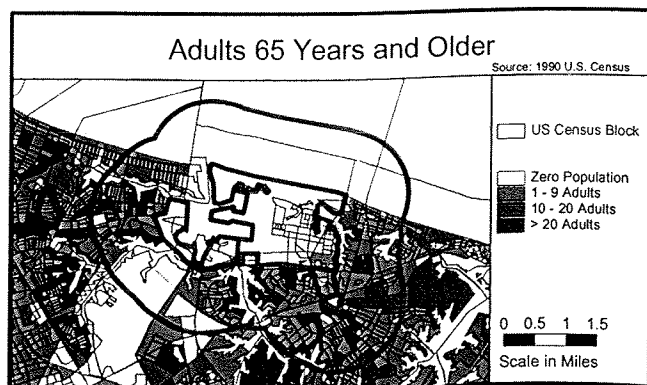 Adults 65 Years and Older
Source: 1990 U.S. Census
US Census Block
Zero Population
1 - 9 Adults
10 - 20 Adults
> 20 Adults
0 0.5 1 1.5
Scale in Miles